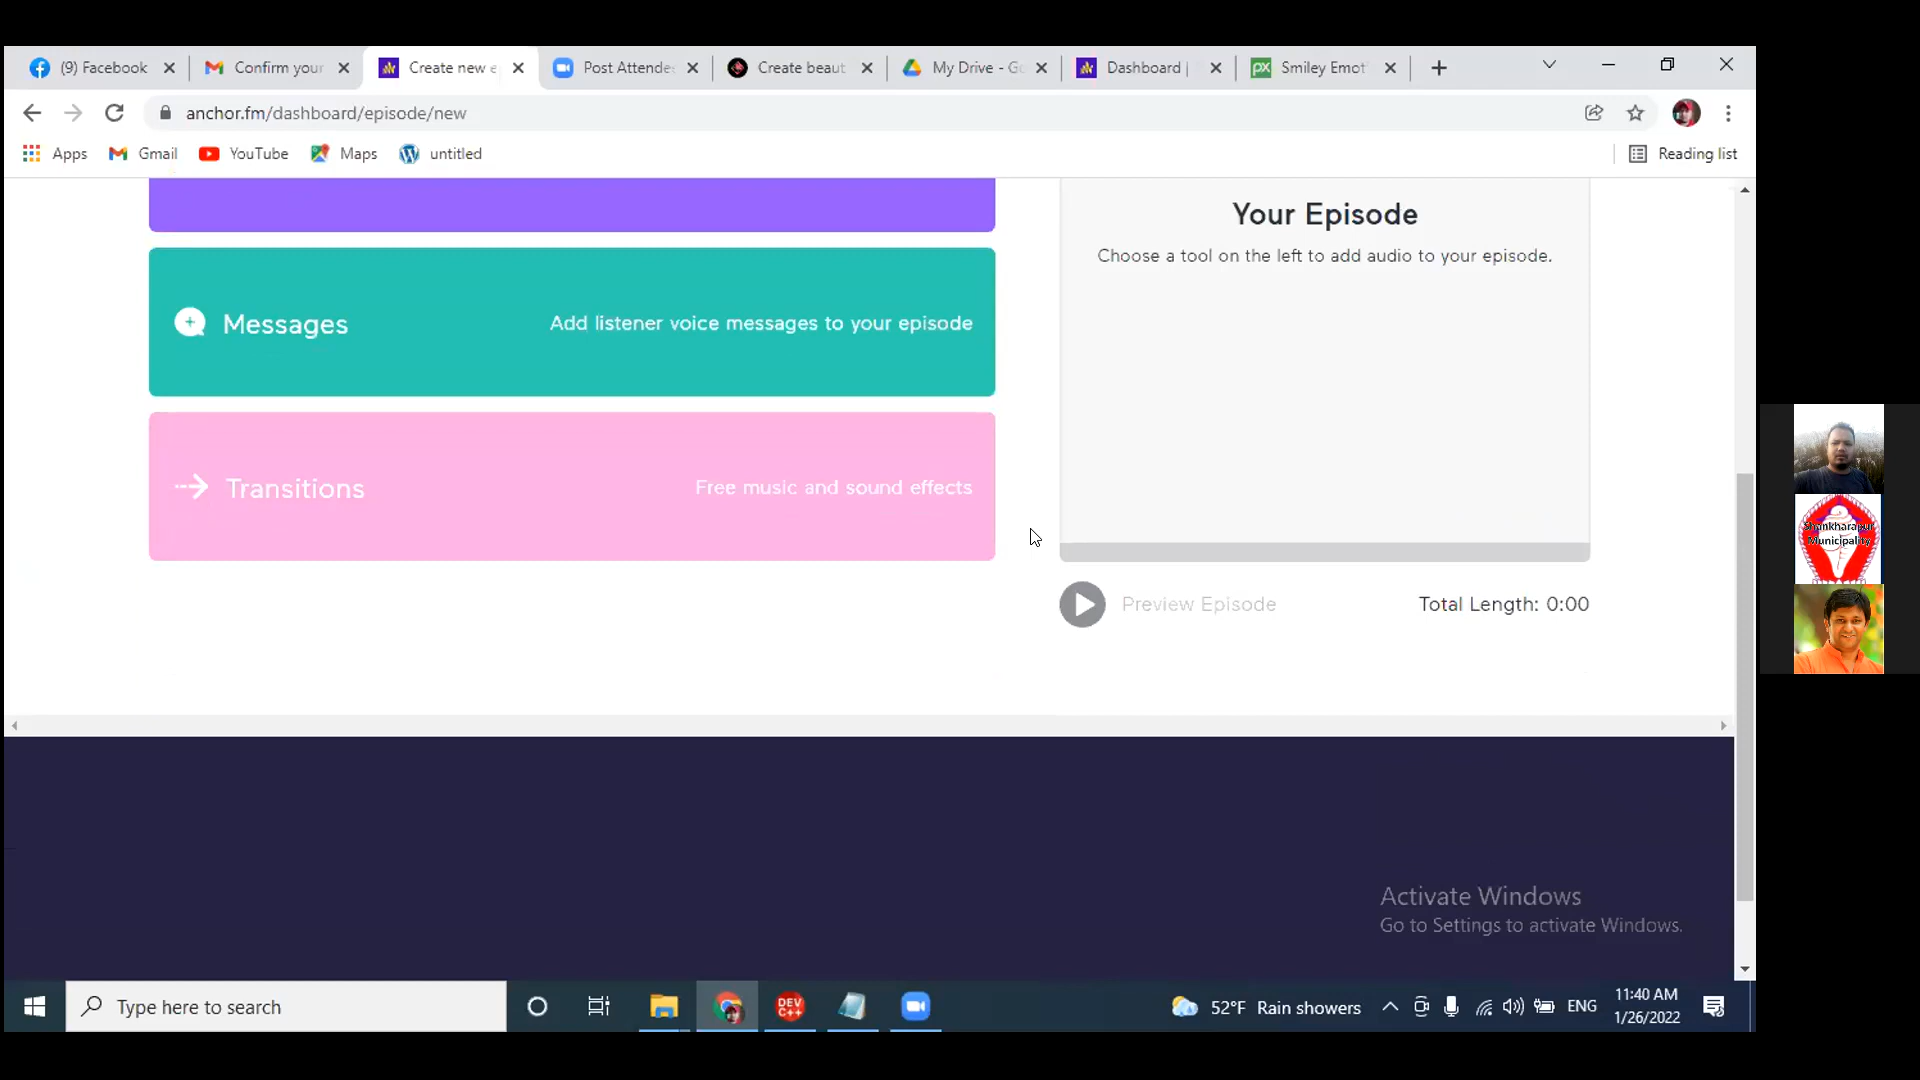 (9) Facebook
Confirm your
Create new e
Post Attende
Create beaut
My Drive - Go
Dashboard |
Smiley Emot
anchor.fm/dashboard/episode/new
Apps
Gmail
YouTube
Maps
untitled
Reading list
Your Episode
Choose a tool on the left to add audio to your episode.
Messages
Add listener voice messages to your episode
Transitions
Free music and sound effects
Preview Episode
Total Length: 0:00
Shankharapur
Municipality
Activate Windows
Go to Settings to activate Windows.
Type here to search
DEV
C++
52°F Rain showers
ENG
11:40 AM
1/26/2022